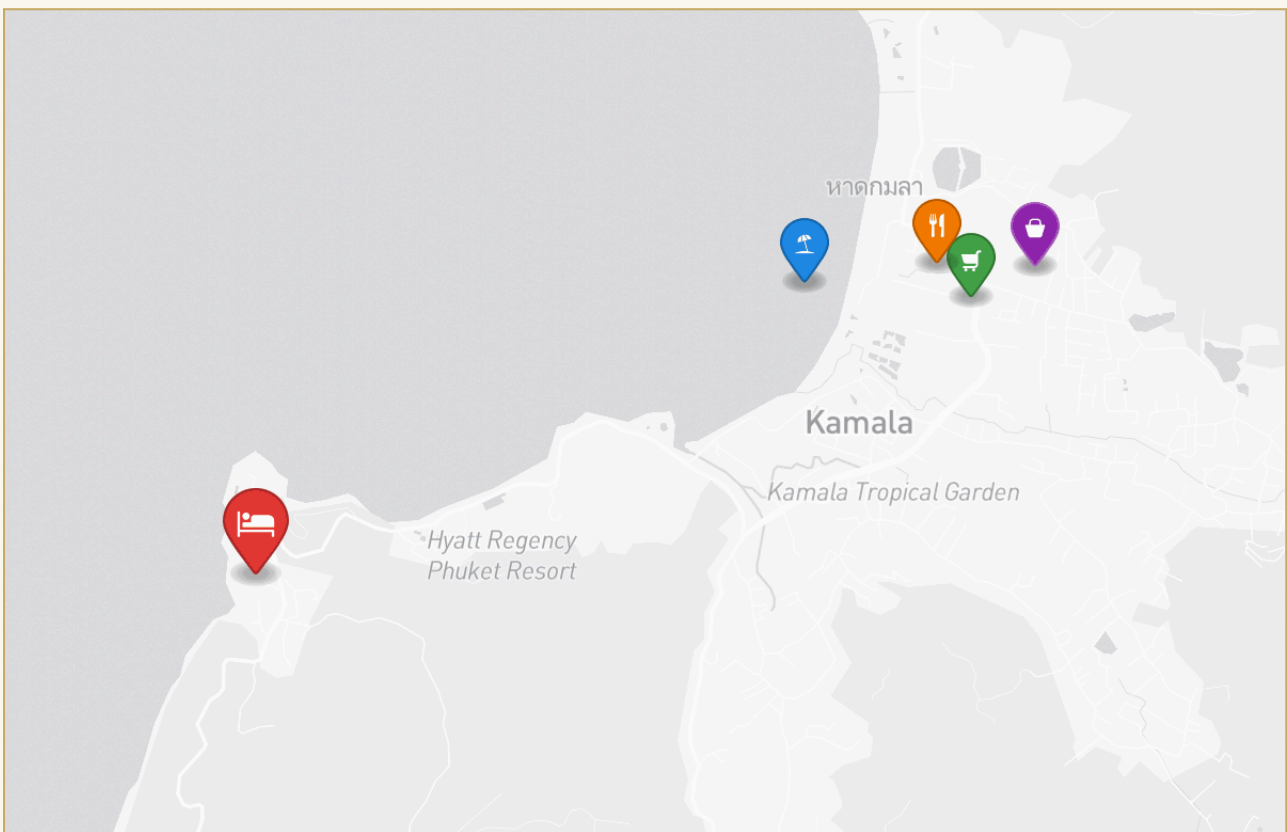 หาดกมลา
Kamala
Kamala Tropical Garden
Hyatt Regency
Phuket Resort